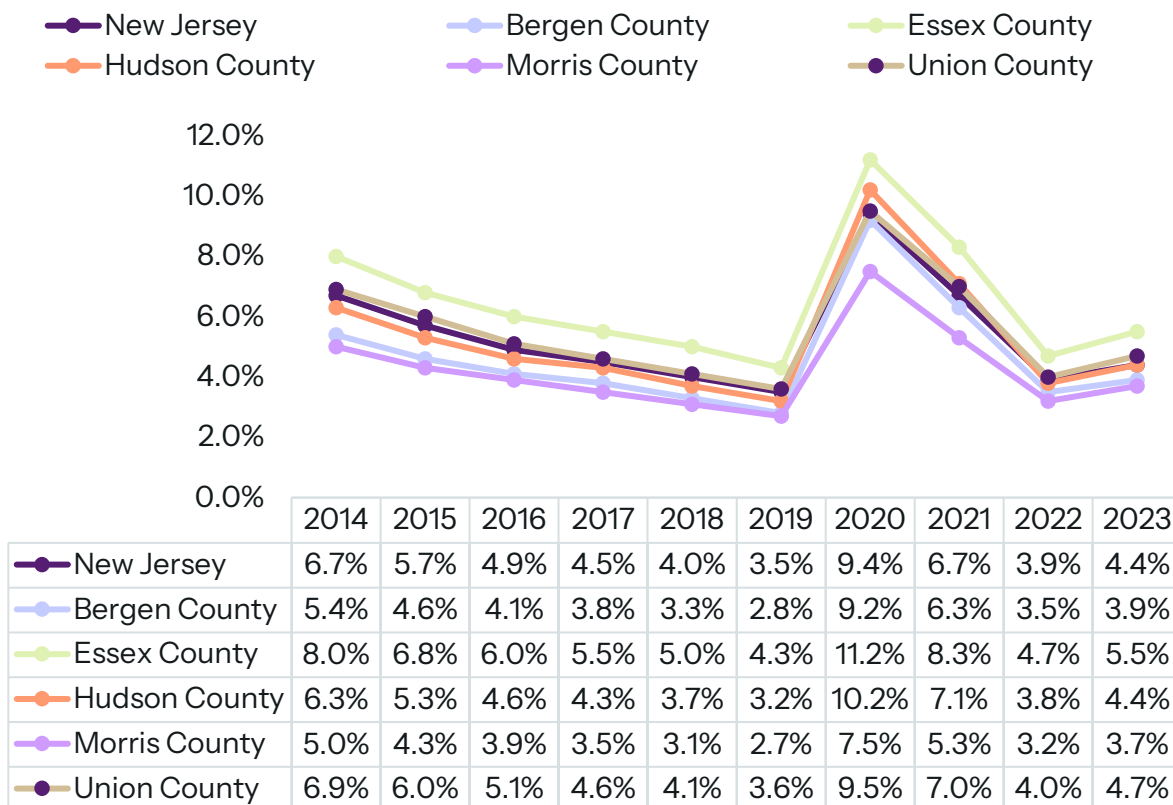 New Jersey Bergen County Essex County
Hudson County Morris County Union County
12.0%
10.0%
8.0%
6.0%
4.0%
2.0%
0.0%
2014 2015 2016 2017 2018 2019 2020 2021 2022 2023
New Jersey 6.7% 5.7% 4.9% 4.5% 4.0% 3.5% 9.4% 6.7% 3.9% 4.4%
Bergen County 5.4% 4.6% 4.1% 3.8% 3.3% 2.8% 9.2% 6.3% 3.5% 3.9%
Essex County 8.0% 6.8% 6.0% 5.5% 5.0% 4.3% 11.2% 8.3% 4.7% 5.5%
Hudson County 6.3% 5.3% 4.6% 4.3% 3.7% 3.2% 10.2% 7.1% 3.8% 4.4%
Morris County 5.0% 4.3% 3.9% 3.5% 3.1% 2.7% 7.5% 5.3% 3.2% 3.7%
Union County 6.9% 6.0% 5.1% 4.6% 4.1% 3.6% 9.5% 7.0% 4.0% 4.7%